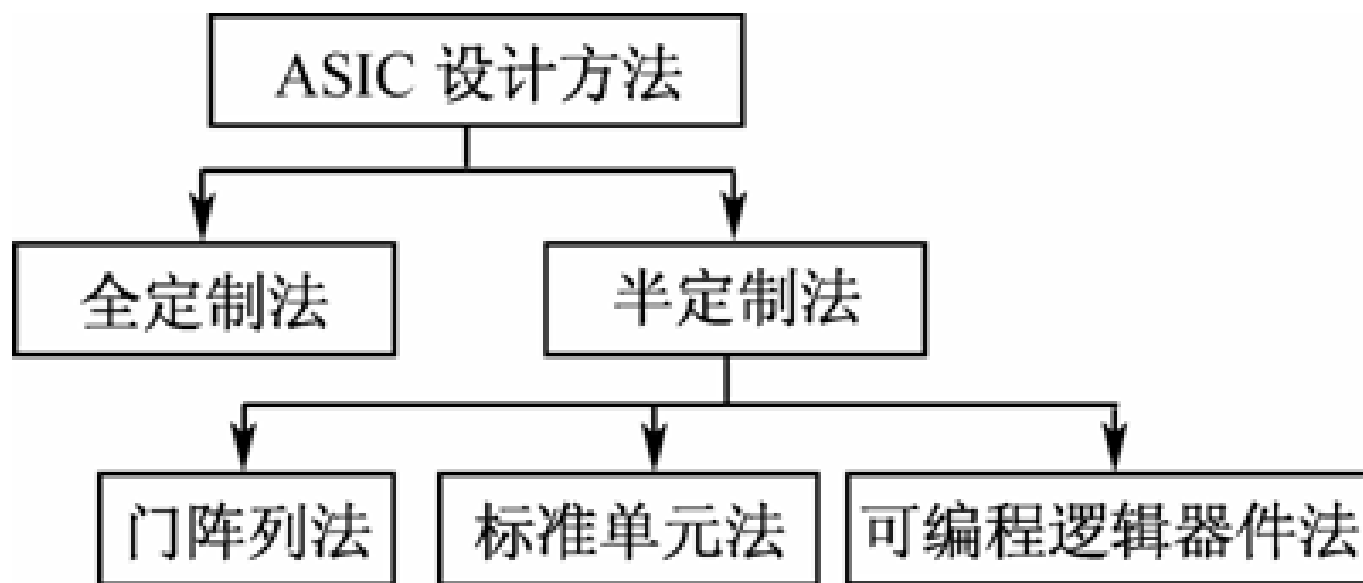 ASIC 设计方法
全定制法
半定制法
门阵列法
标准单元法
可编程逻辑器件法